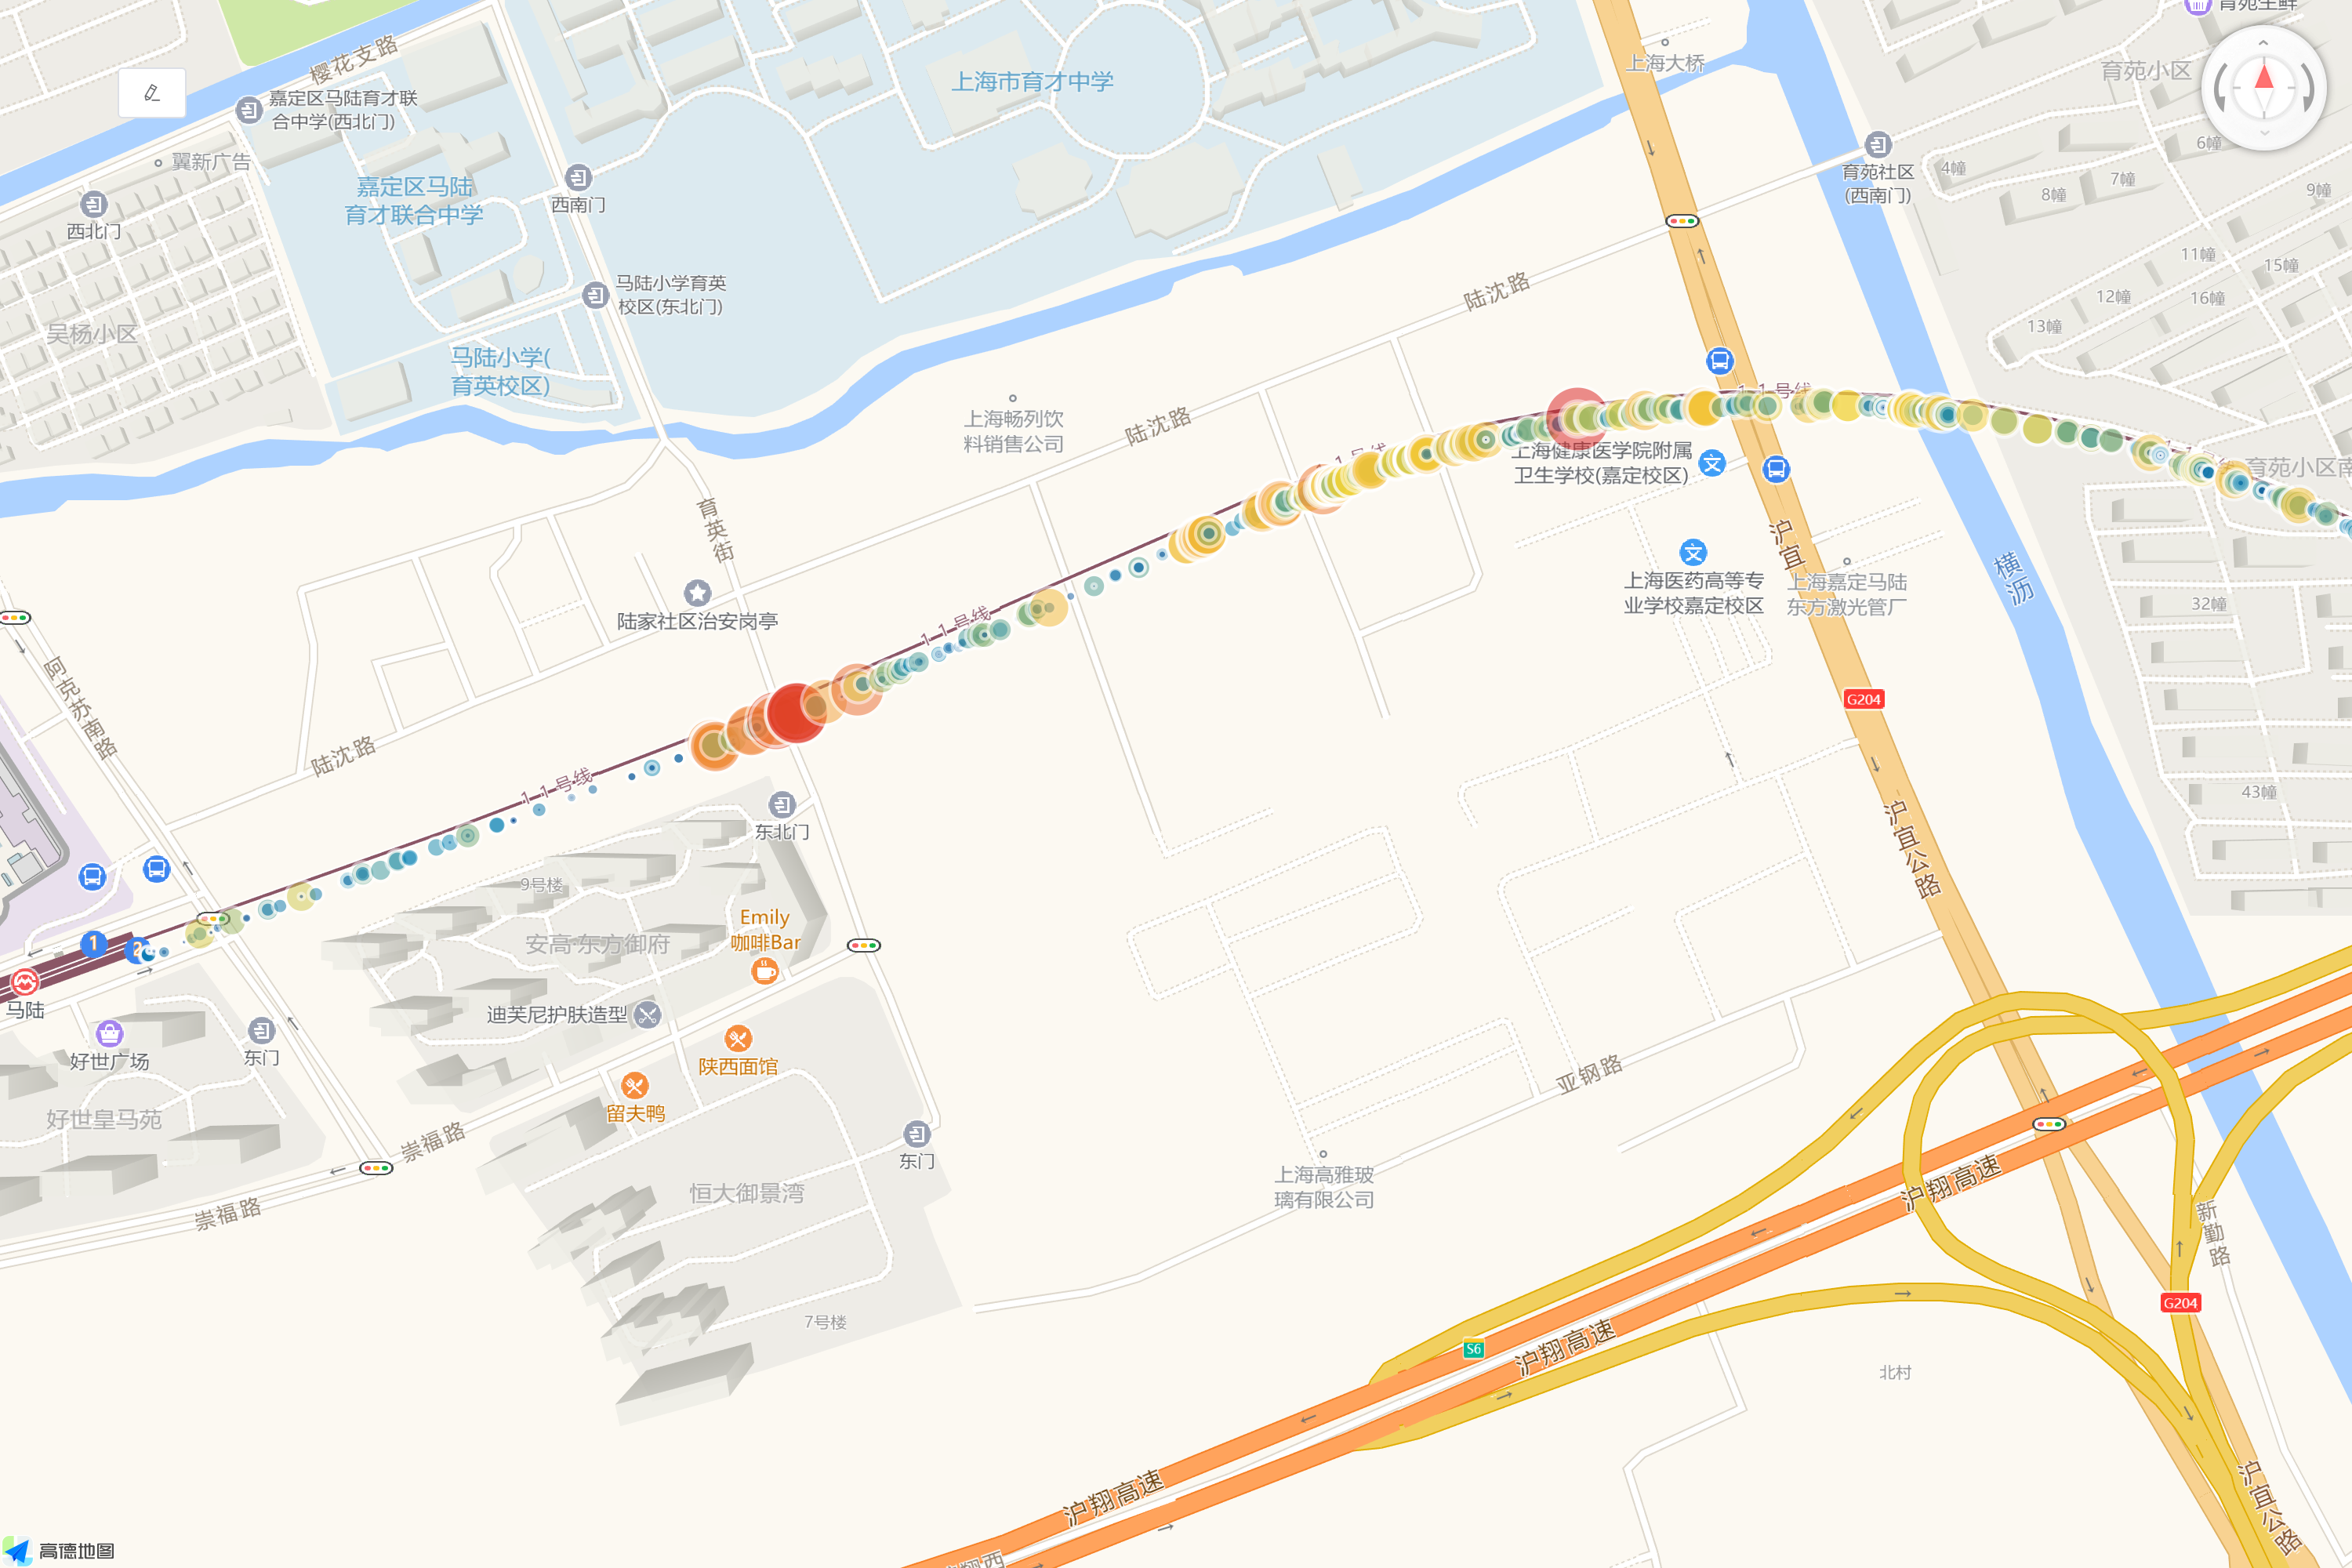 育苑生鲜
樱花支路
上海大桥
育苑小区
上海市育才中学
嘉定区马陆育才联
合中学(西北门)
翼新广告
6幢
4幢
7幢
8幢
9幢
育苑社区
(西南门)
嘉定区马陆
育才联合中学
西南门
西北门
11幢
15幢
12幢
16幢
13幢
马陆小学育英
校区(东北门)
陆沈路
吴杨小区
马陆小学(
育英校区)
11号线
上海畅列饮
料销售公司
陆沈路
1号线
上海健康医学院附属
卫生学校(嘉定校区)
育苑小区南
育英街
沪宜
横沥
上海医药高等专
业学校嘉定校区
上海嘉定马陆
东方激光管厂
32幢
陆家社区治安岗亭
11号线
阿克苏南路
G204
陆沈路
11号线
43幢
沪宜公路
东北门
9号楼
Emily
咖啡Bar
安高·东方御府
1
2
马陆
迪芙尼护肤造型
好世广场
东门
陕西面馆
留夫鸭
亚钢路
好世皇马苑
崇福路
东门
上海高雅玻
璃有限公司
沪翔高速
恒大御景湾
崇福路
新勤路
G204
7号楼
S6
沪翔高速
北村
沪翔高速
沪宜公路
高德地图